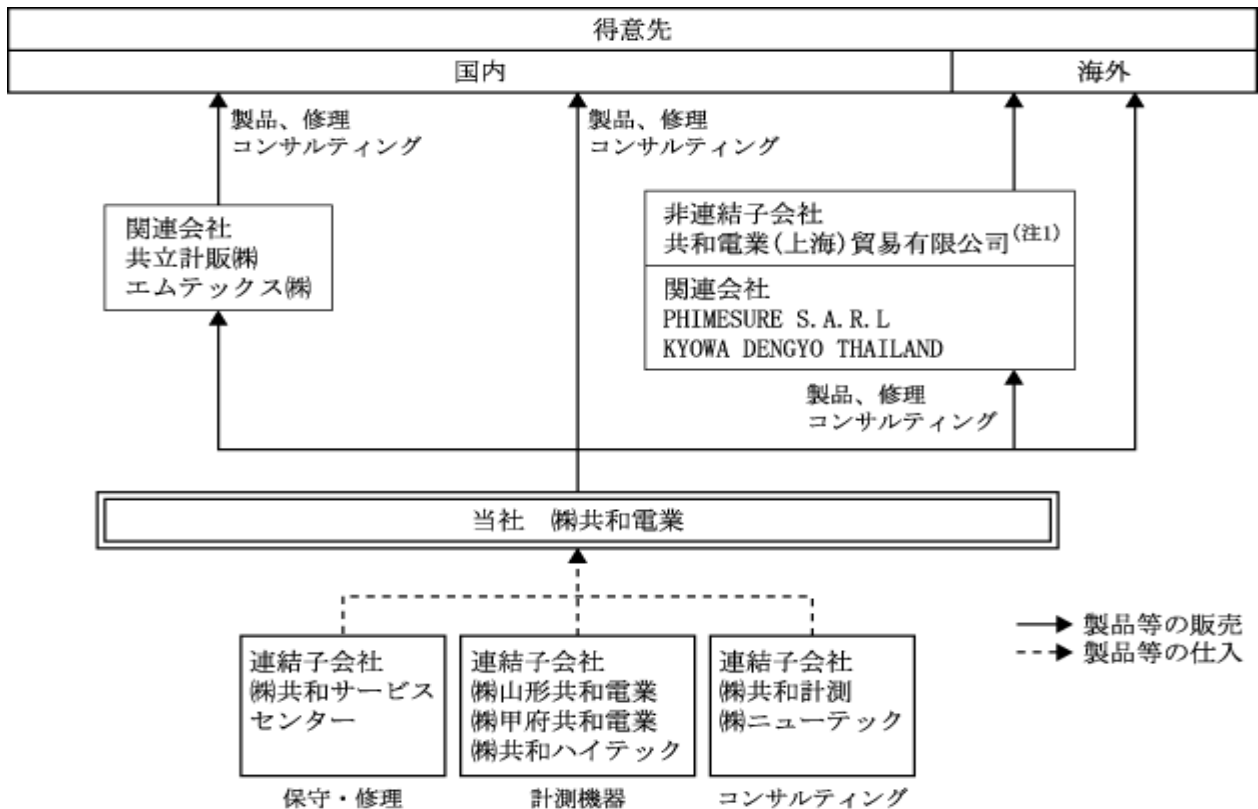 得意先
国内
海外
製品、修理
コンサルティング
製品、修理
コンサルティング
関連会社
共立計販㈱
エムテックス㈱
非連結子会社
共和電業(上海)貿易有限公司(注1)
関連会社
PHIMESURE S.A.R.L
KYOWA DENGYO THAILAND
製品、修理
コンサルティング
当社 ㈱共和電業
連結子会社
㈱共和サービス
センター
保守・修理
連結子会社
㈱山形共和電業
㈱甲府共和電業
㈱共和ハイテック
計測機器
連結子会社
㈱共和計測
㈱ニューテック
コンサルティング
製品等の販売
製品等の仕入